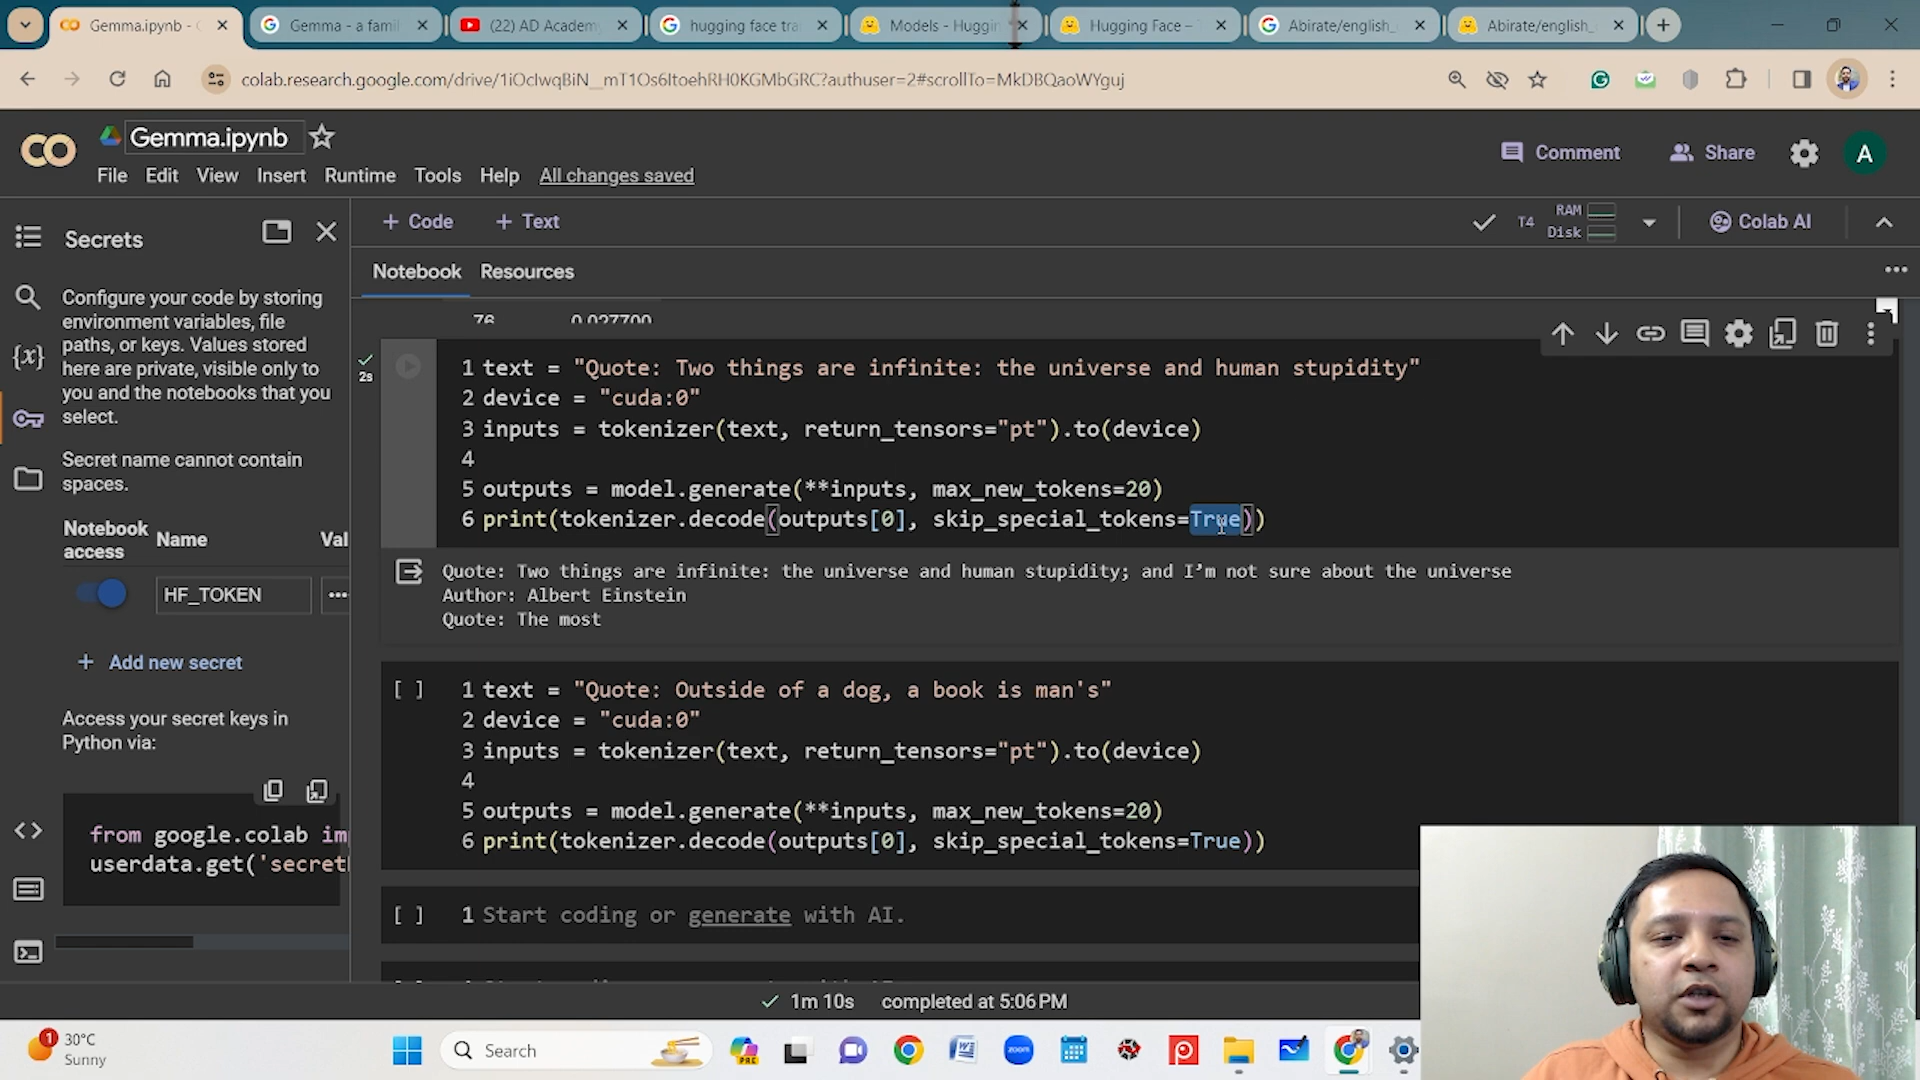 Gemma.ipynb - C
Gemma - a famil
(22) AD Academy
hugging face tra
Models - Huggin
Hugging Face –
Abirate/english_
Abirate/english_
colab.research.google.com/drive/1iOclwqBiN__mT1Os6ItoehRH0KGMbGRC?authuser=2#scrollTo=MkDBQaoWYguj
Gemma.ipynb
Comment
Share
A
File Edit View Insert Runtime Tools Help All changes saved
Secrets
+ Code + Text
T4
RAM
Disk
Colab AI
Notebook Resources
Configure your code by storing
environment variables, file
paths, or keys. Values stored
here are private, visible only to
you and the notebooks that you
select.
Secret name cannot contain
spaces.
Notebook
access
Name
Val
HF_TOKEN
+ Add new secret
Access your secret keys in
Python via:
from google.colab im
userdata.get('secret
76 0.027700
2s
1 text = "Quote: Two things are infinite: the universe and human stupidity"
2 device = "cuda:0"
3 inputs = tokenizer(text, return_tensors="pt").to(device)
4
5 outputs = model.generate(**inputs, max_new_tokens=20)
6 print(tokenizer.decode(outputs[0], skip_special_tokens=True))
Quote: Two things are infinite: the universe and human stupidity; and I’m not sure about the universe
Author: Albert Einstein
Quote: The most
[ ] 1 text = "Quote: Outside of a dog, a book is man's"
2 device = "cuda:0"
3 inputs = tokenizer(text, return_tensors="pt").to(device)
4
5 outputs = model.generate(**inputs, max_new_tokens=20)
6 print(tokenizer.decode(outputs[0], skip_special_tokens=True))
[ ] 1 Start coding or generate with AI.
1m 10s completed at 5:06 PM
1
30°C
Sunny
Search
PRE
zoom